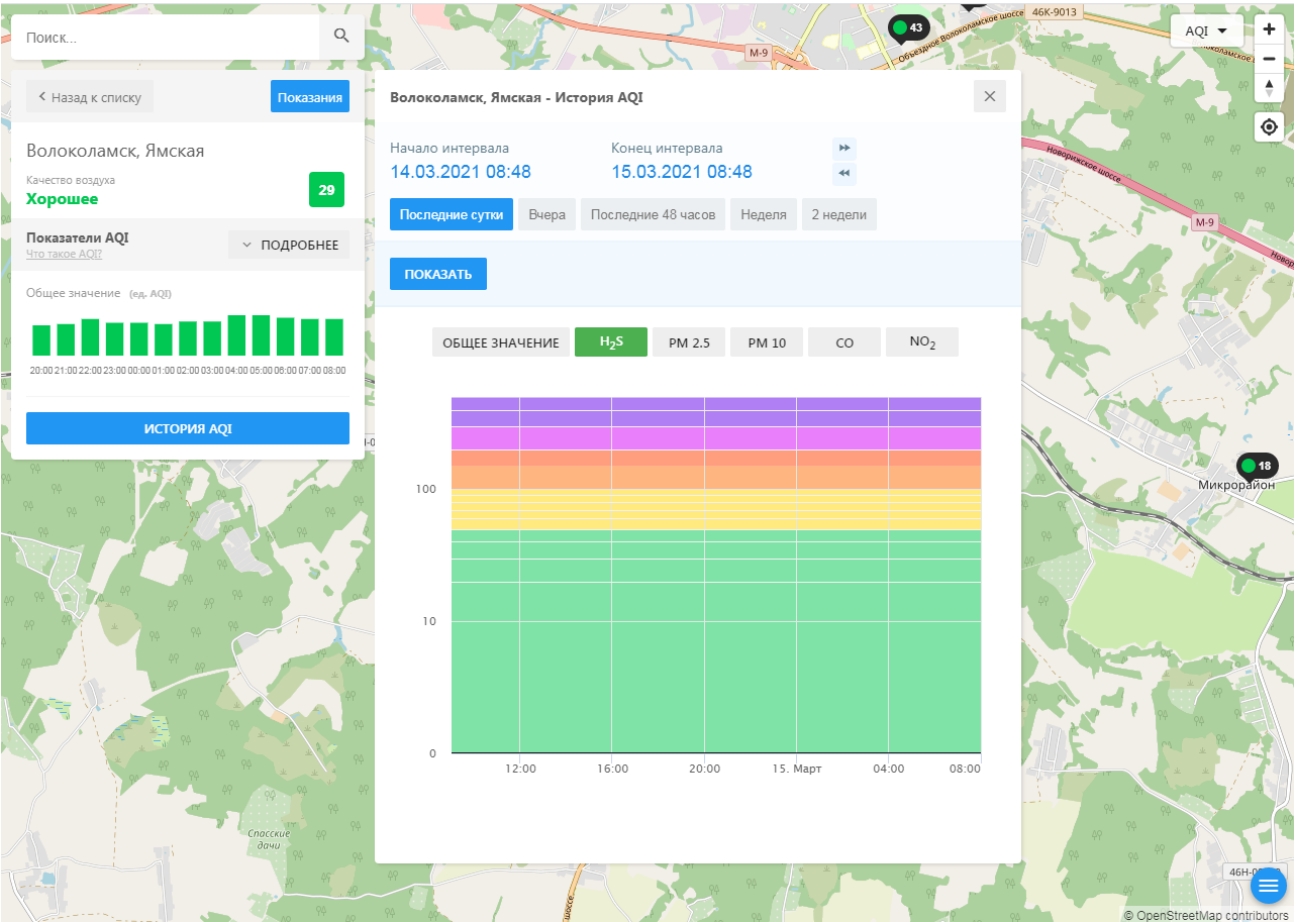 Поиск...
46К-9013
43
Объездное Волоколамское шоссе
AQI
М-9
Назад к списку
Показания
Волоколамск, Ямская - История AQI
Волоколамск, Ямская
Качество воздуха
Хорошее
29
Начало интервала
Конец интервала
14.03.2021 08:48
15.03.2021 08:48
Новорижское шоссе
Последние сутки
Вчера
Последние 48 часов
Неделя
2 недели
М-9
Показатели AQI
Что такое AQI?
ПОДРОБНЕЕ
ПОКАЗАТЬ
Общее значение (ед. AQI)
20:00 21:00 22:00 23:00 00:00 01:00 02:00 03:00 04:00 05:00 06:00 07:00 08:00
ОБЩЕЕ ЗНАЧЕНИЕ
H2S
PM 2.5
PM 10
CO
NO2
ИСТОРИЯ AQI
18
Микрорайон
100
10
0
12:00
16:00
20:00
15. Март
04:00
08:00
Спасские
дачи
шоссе
© OpenStreetMap contributors